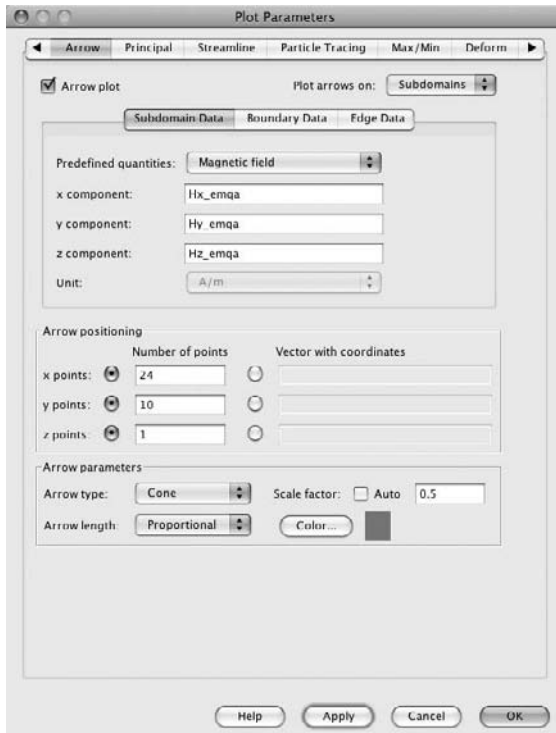 Plot Parameters
Arrow Principal Streamline Particle Tracing Max/Min Deform
Arrow plot Plot arrows on: Subdomains
Subdomain Data Boundary Data Edge Data
Predefined quantities: Magnetic field
x component: Hx_emqa
y component: Hy_emqa
z component: Hz_emqa
Unit: A/m
Arrow positioning
Number of points Vector with coordinates
x points: 24
y points: 10
z points: 1
Arrow parameters
Arrow type: Cone Scale factor: Auto 0.5
Arrow length: Proportional Color...
Help Apply Cancel OK